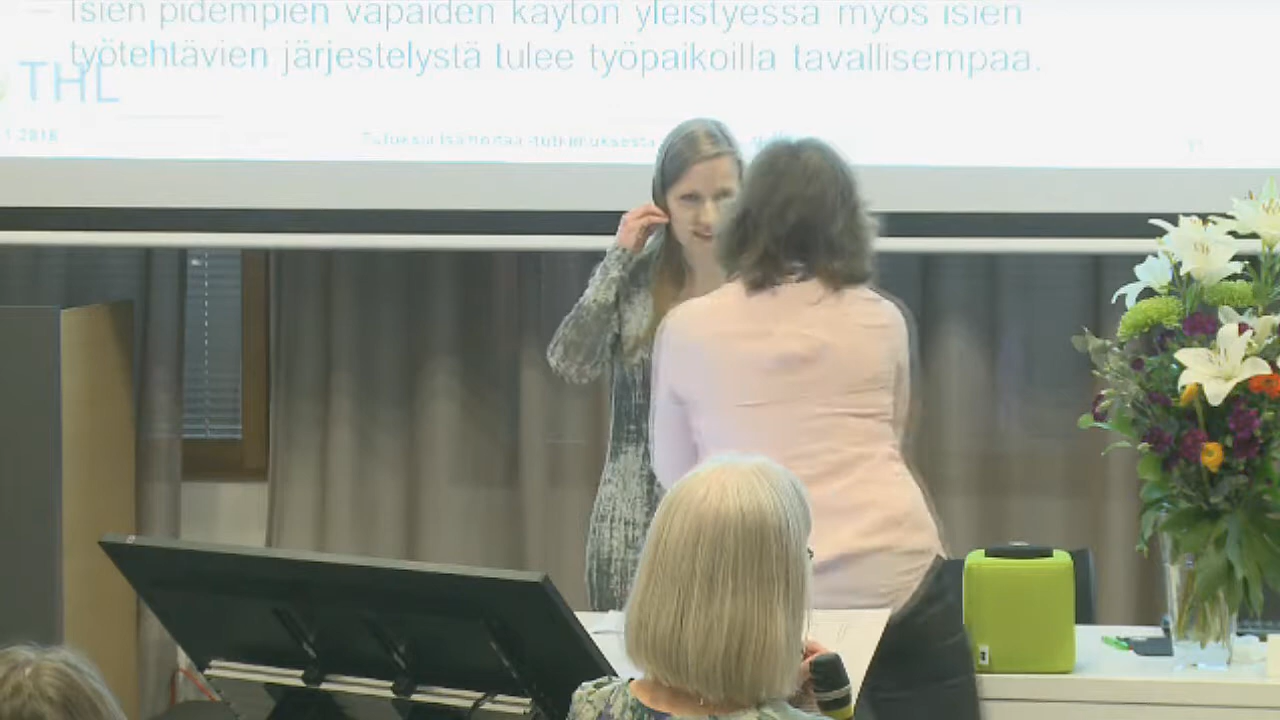 – Isien pidempien vapaiden käytön yleistyessä myös isien
työtehtävien järjestelystä tulee työpaikoilla tavallisempaa.
THL